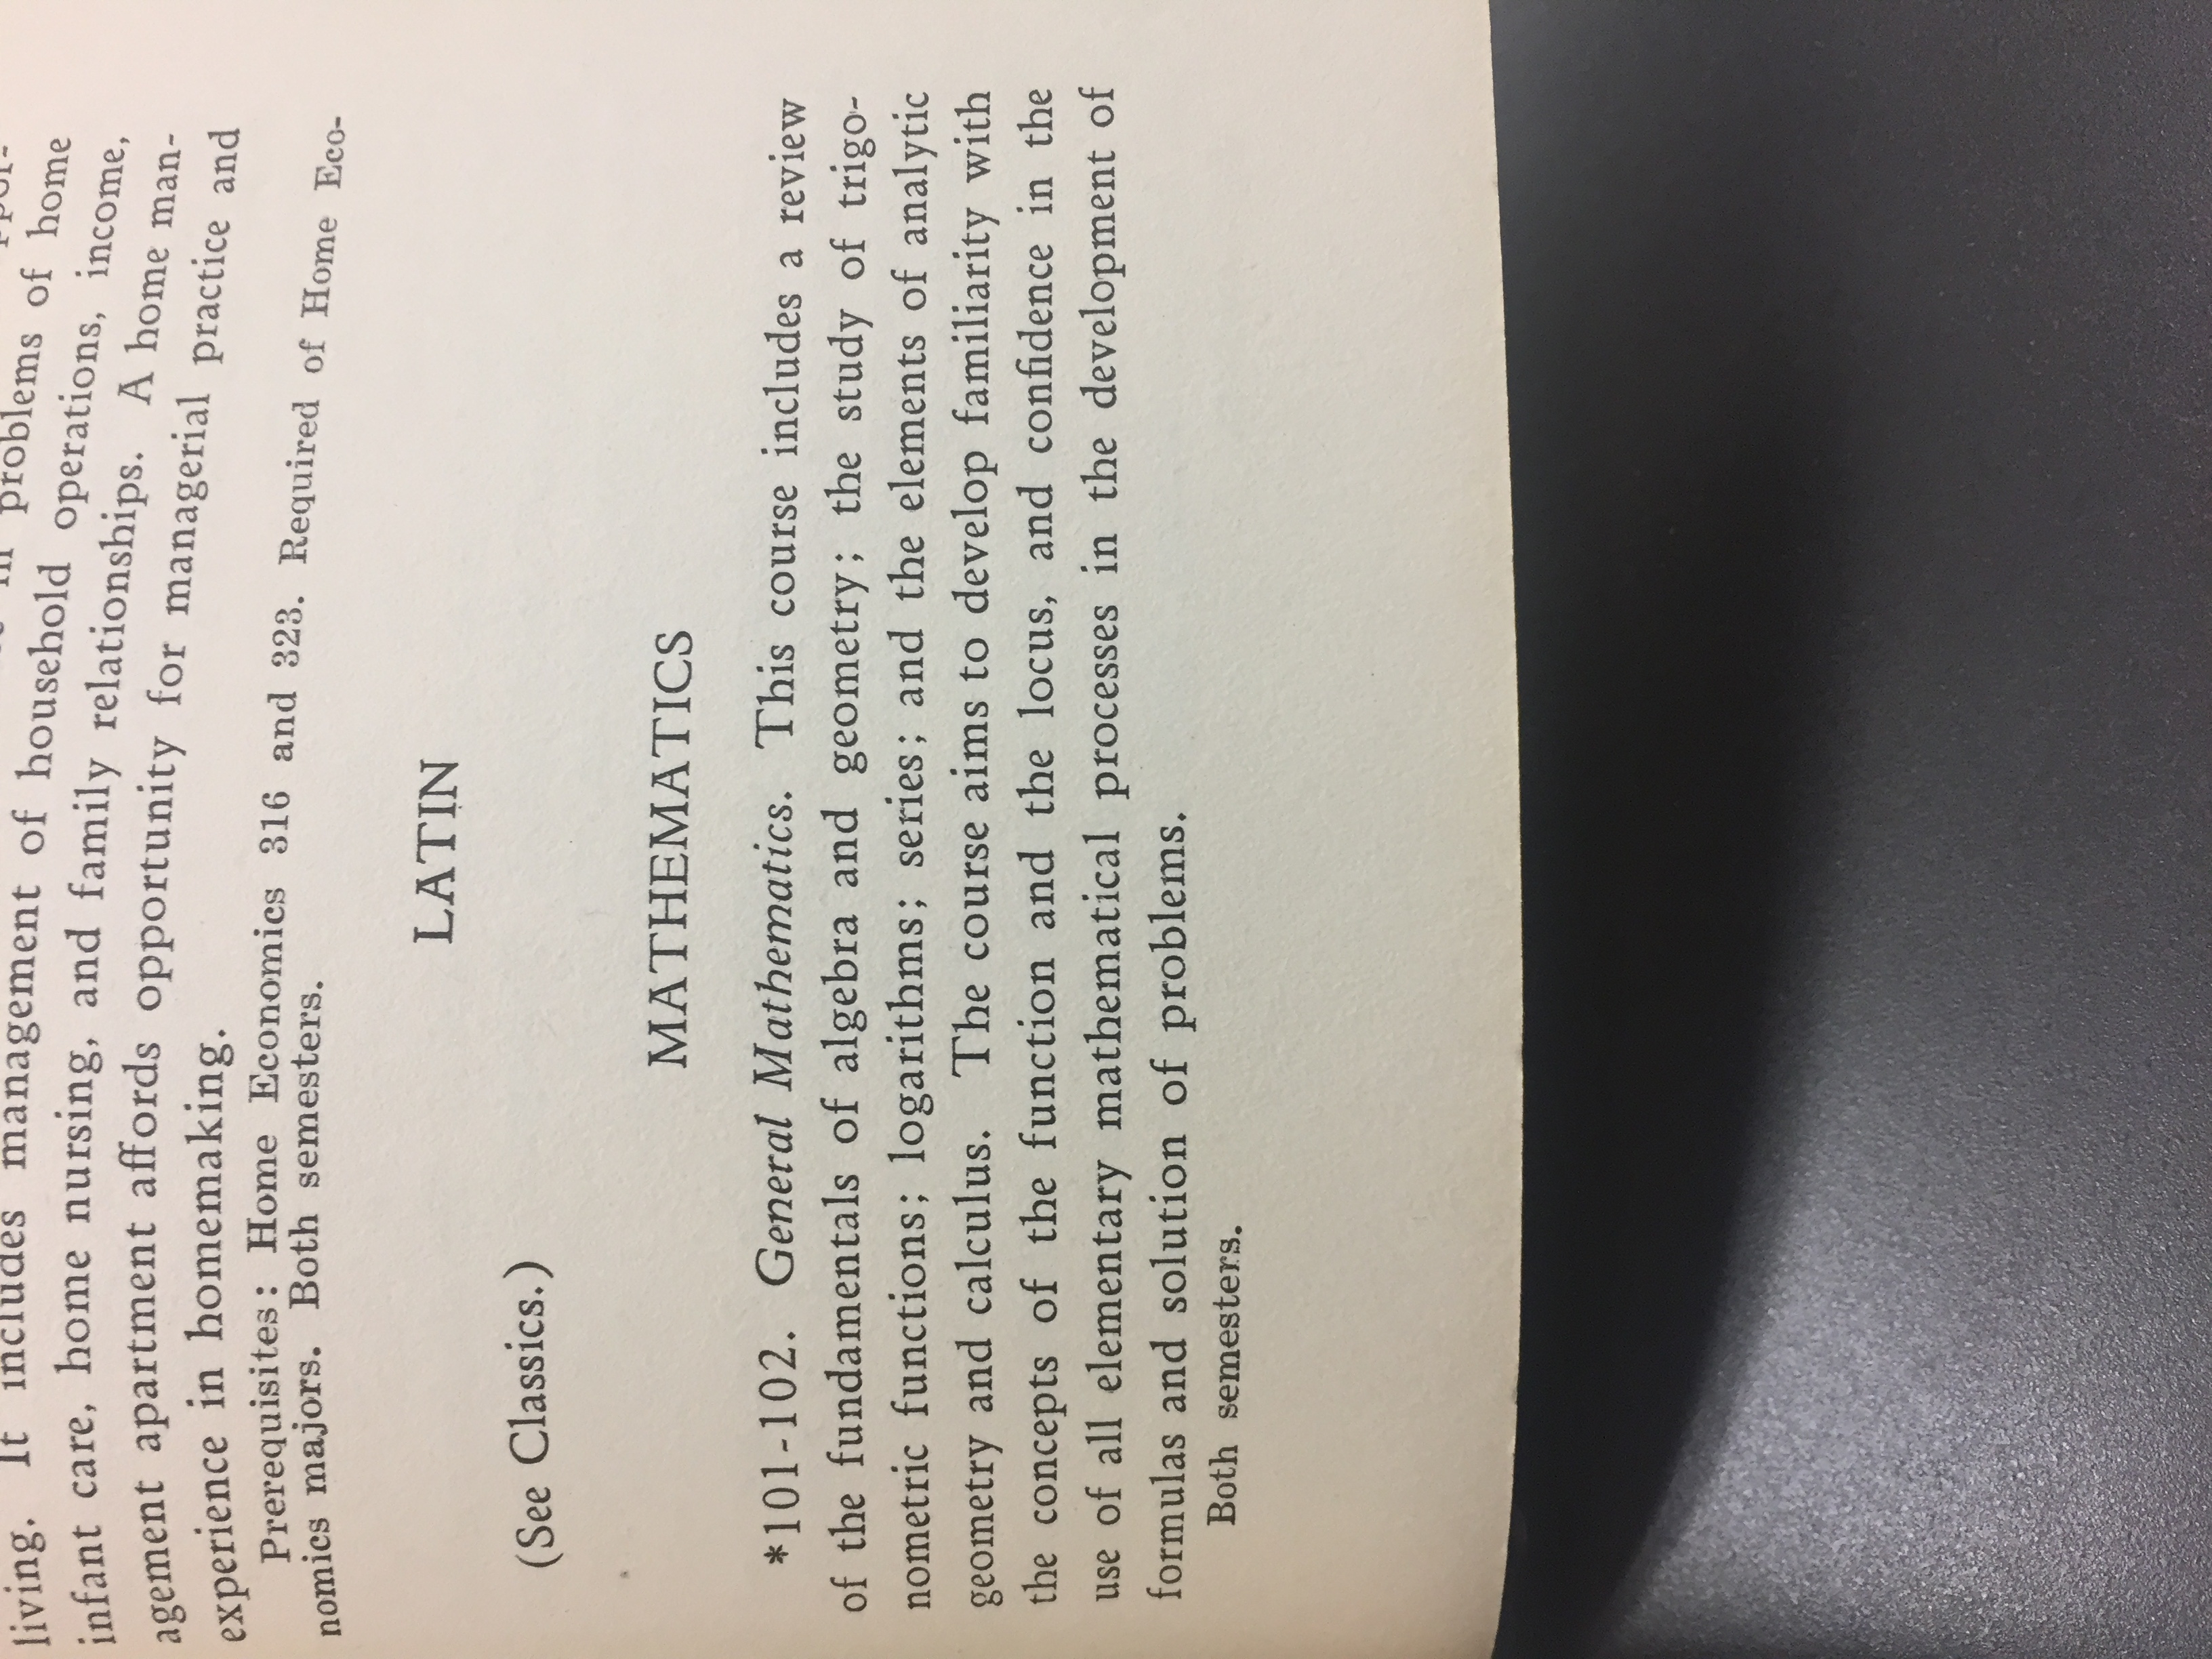 problems of home
living. It includes management of household operations, income,
infant care, home nursing, and family relationships. A home man-
agement apartment affords opportunity for managerial practice and
experience in homemaking.
Prerequisites: Home Economics 316 and 323. Required of Home Eco-
nomics majors. Both semesters.
LATIN
(See Classics.)
MATHEMATICS
*101-102. General Mathematics. This course includes a review
of the fundamentals of algebra and geometry; the study of trigo-
nometric functions; logarithms; series; and the elements of analytic
geometry and calculus. The course aims to develop familiarity with
the concepts of the function and the locus, and confidence in the
use of all elementary mathematical processes in the development of
formulas and solution of problems.
Both semesters.